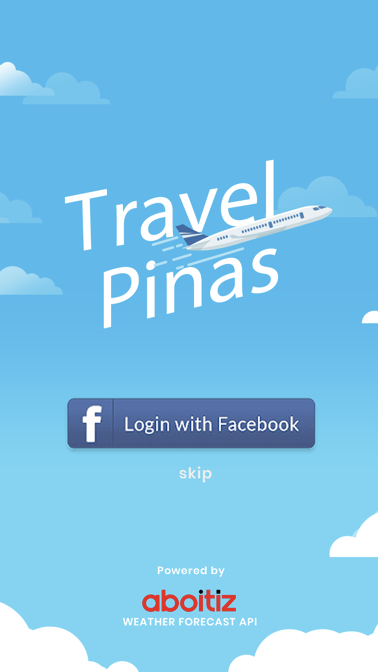 Travel
Pinas
f
Login with Facebook
skip
Powered by
aboitiz
WEATHER FORECAST API